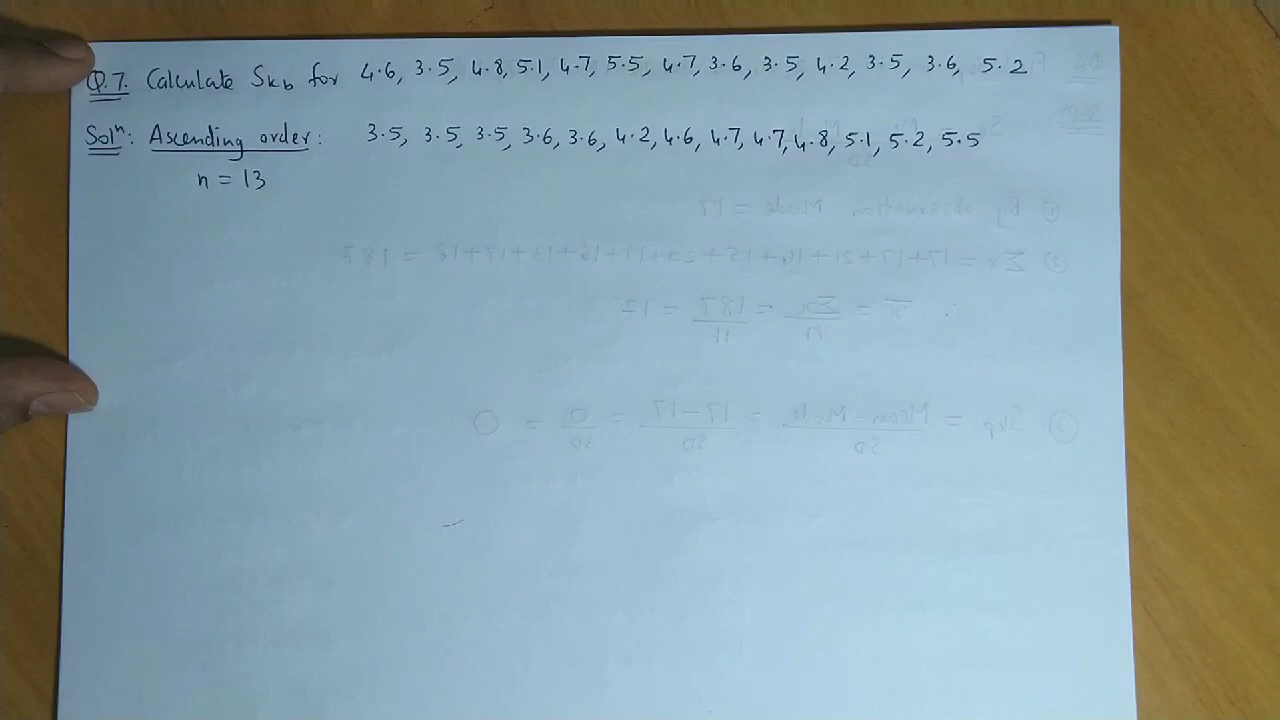 Q.7. Calculate Skb for 4.6, 3.5, 4.8, 5.1, 4.7, 5.5, 4.7, 3.6, 3.5, 4.2, 3.5, 3.6, 5.2
Solⁿ: Ascending order: 3.5, 3.5, 3.5, 3.6, 3.6, 4.2, 4.6, 4.7, 4.7, 4.8, 5.1, 5.2, 5.5
n = 13